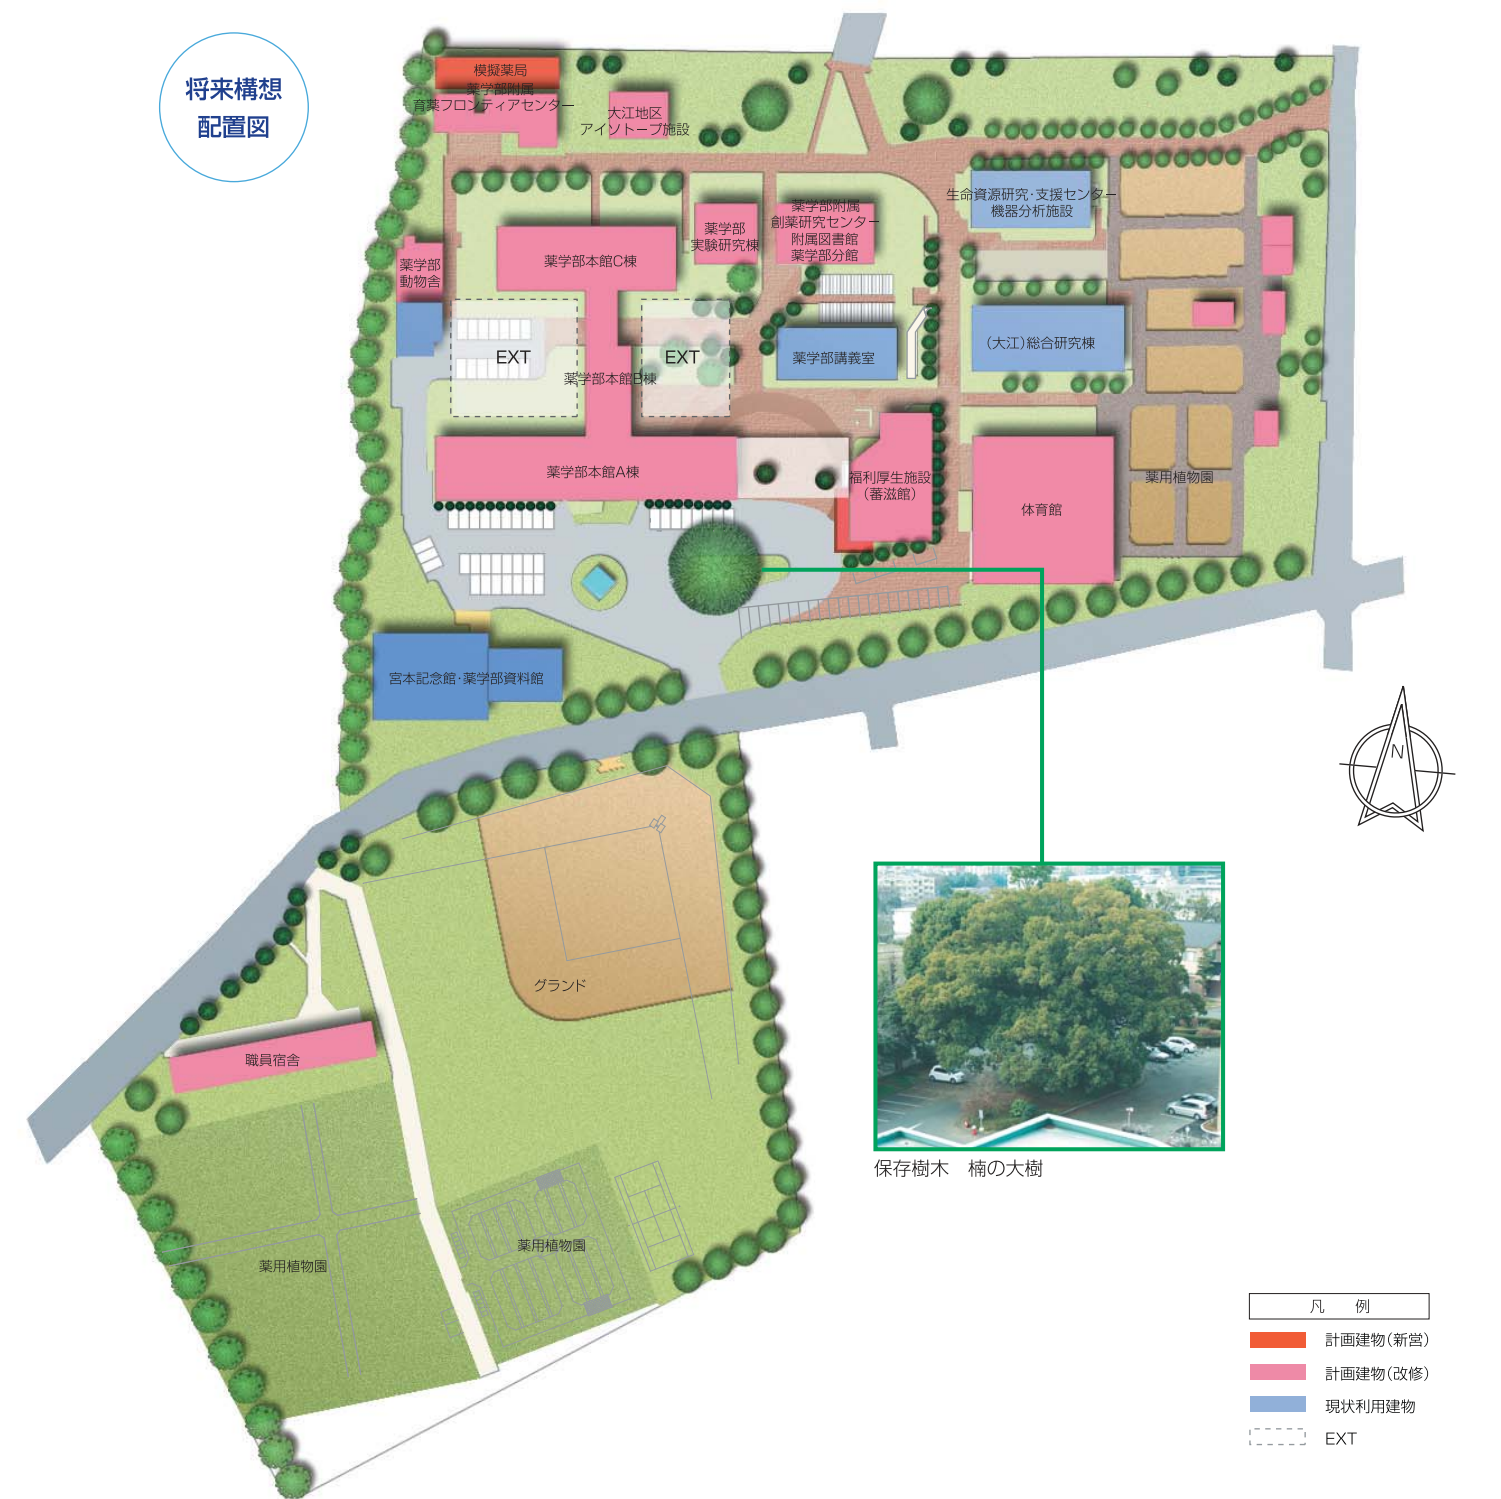 将来構想
配置図
模擬薬局
薬学部附属
育薬フロンティアセンター
大江地区
アイソトープ施設
生命資源研究・支援センター
機器分析施設
薬学部
実験研究棟
薬学部附属
創薬研究センター
附属図書館
薬学部分館
薬学部本館C棟
薬学部
動物舎
EXT
EXT
薬学部本館B棟
薬学部講義室
(大江)総合研究棟
薬学部本館A棟
福利厚生施設
(蕃滋館)
体育館
薬用植物園
宮本記念館・薬学部資料館
N
グランド
職員宿舎
保存樹木 楠の大樹
薬用植物園
薬用植物園
凡 例
計画建物(新営)
計画建物(改修)
現状利用建物
EXT